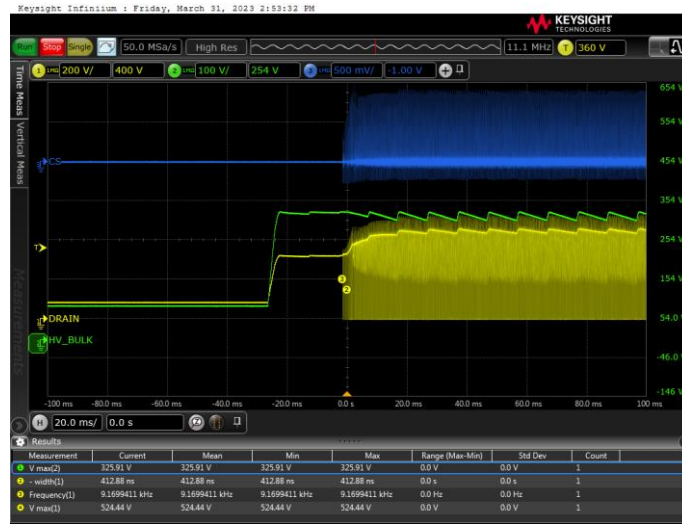 Keysight Infiniium : Friday, March 31, 2023 2:53:32 PM
KEYSIGHT
TECHNOLOGIES
Run Stop Single 50.0 MSa/s High Res 11.1 MHz T 360 V
1 200 V/ 400 V 2 100 V/ 254 V 3 500 mV/ -1.00 V
Time Meas
Vertical Meas
Measurements
654 V
554 V
CS
454 V
354 V
T 254 V
3
2
154 V
DRAIN
54.0 V
HV_BULK
-46.0 V
-146 V
-100 ms -80.0 ms -60.0 ms -40.0 ms -20.0 ms 0.0 s 20.0 ms 40.0 ms 60.0 ms 80.0 ms 100 ms
H 20.0 ms/ 0.0 s
Results
Measurement Current Mean Min Max Range (Max-Min) Std Dev Count
V max(2) 325.91 V 325.91 V 325.91 V 325.91 V 0.0 V 0.0 V 1
- width(1) 412.88 ns 412.88 ns 412.88 ns 412.88 ns 0.0 s 0.0 s 1
Frequency(1) 9.1699411 kHz 9.1699411 kHz 9.1699411 kHz 9.1699411 kHz 0.0 Hz 0.0 Hz 1
V max(1) 524.44 V 524.44 V 524.44 V 524.44 V 0.0 V 0.0 V 1